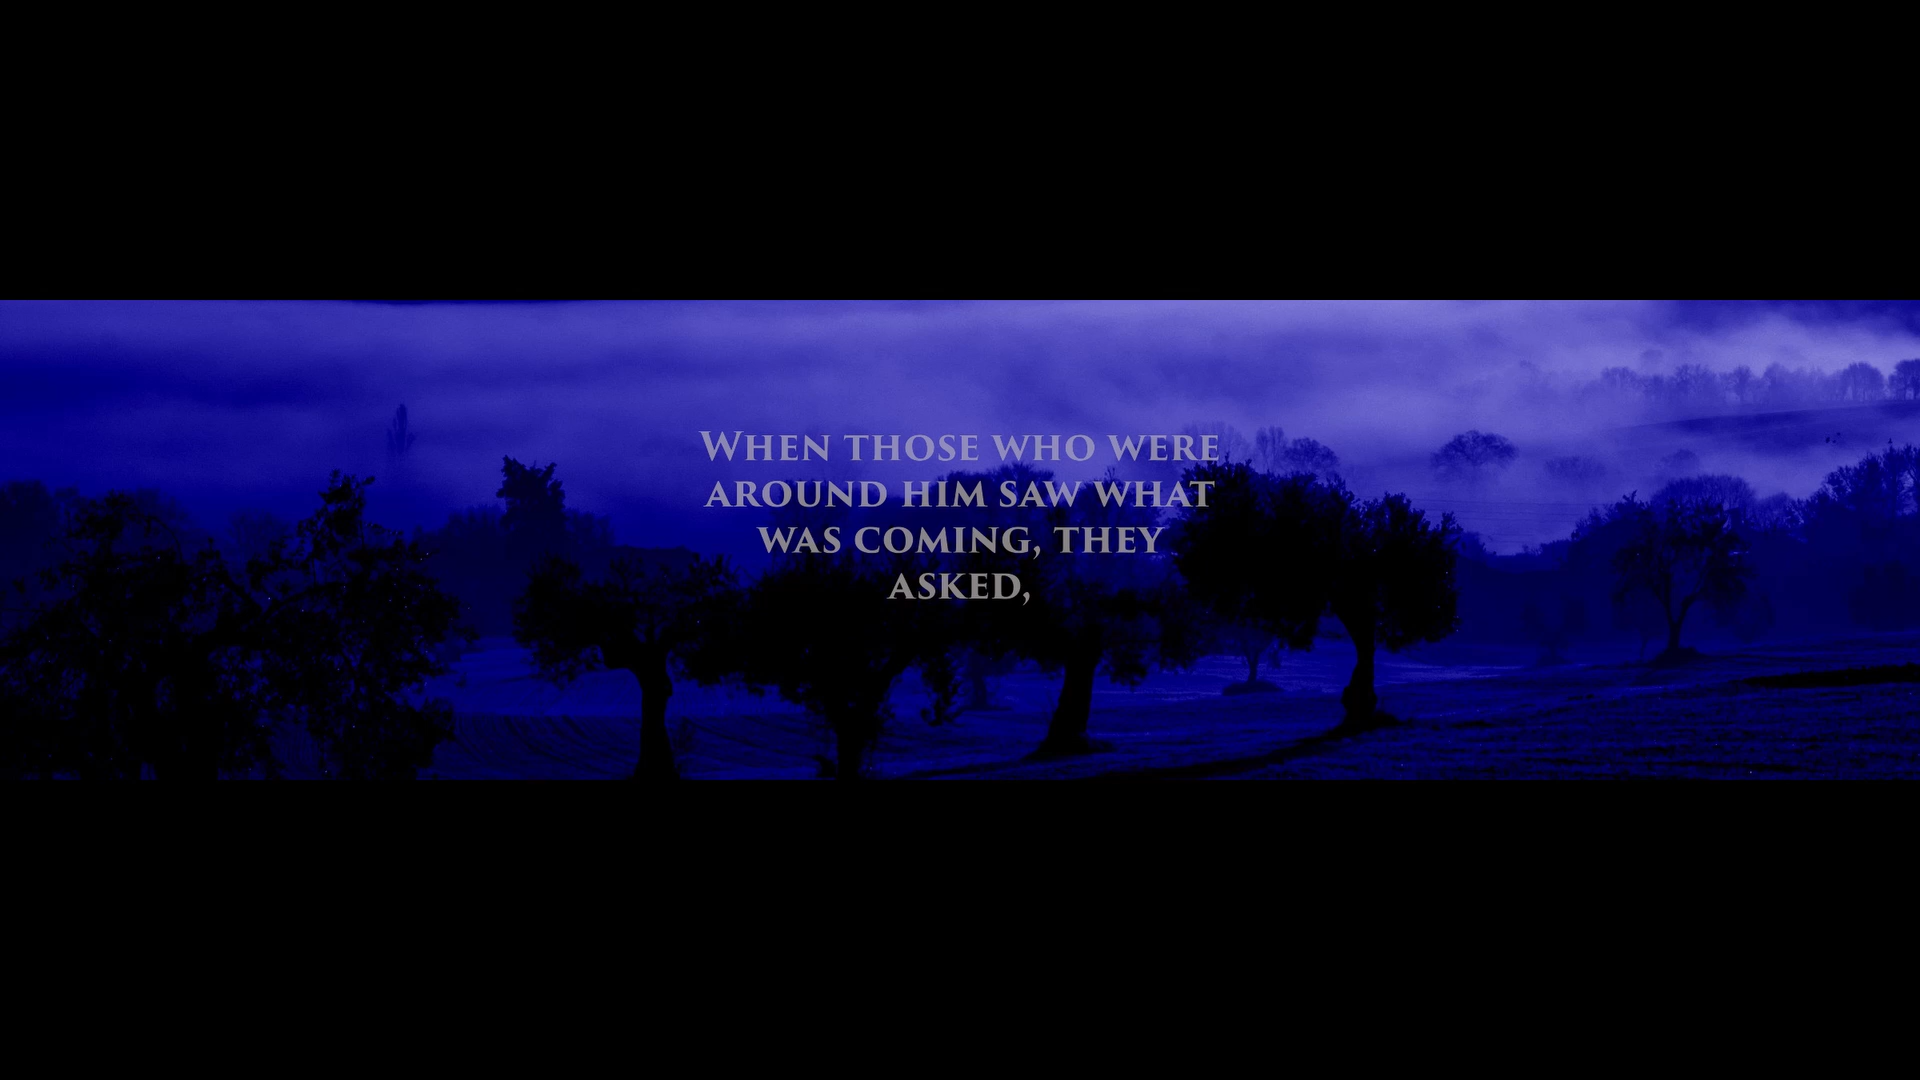 When those who were
around him saw what
was coming, they
asked,